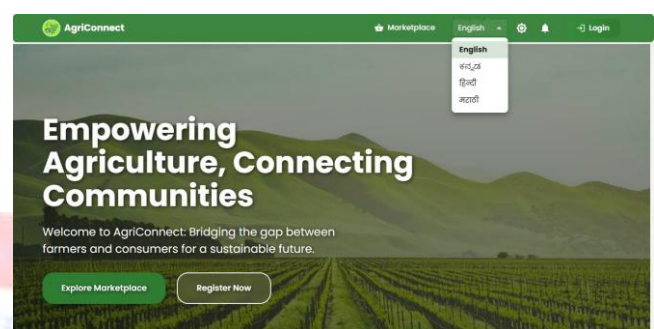 AgriConnect
Marketplace
English
Login
English
ಕನ್ನಡ
हिन्दी
मराठी
Empowering
Agriculture, Connecting
Communities
Welcome to AgriConnect: Bridging the gap between
farmers and consumers for a sustainable future.
Explore Marketplace
Register Now